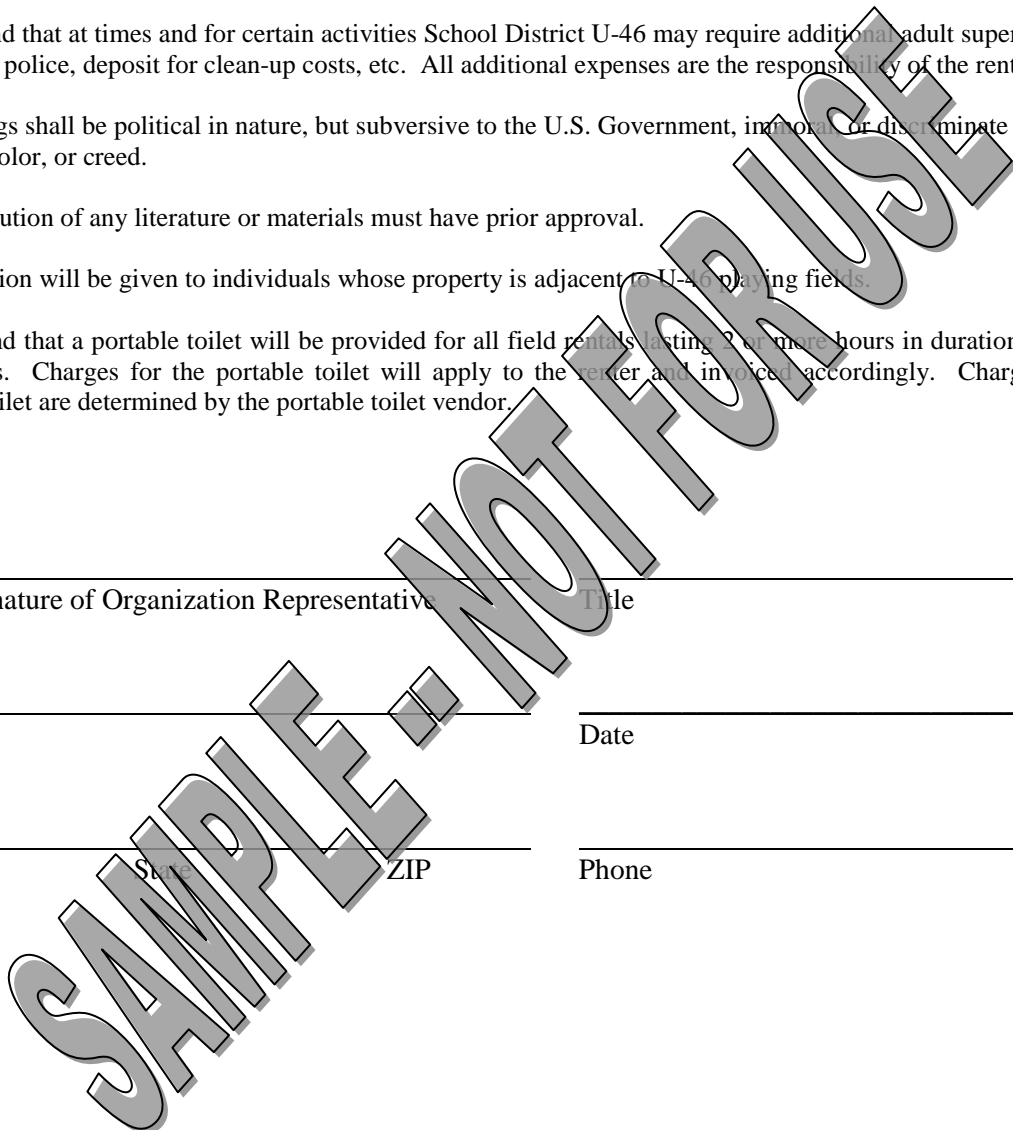 nd that at times and for certain activities School District U-46 may require additional adult super
police, deposit for clean-up costs, etc. All additional expenses are the responsibility of the rent
gs shall be political in nature, but subversive to the U.S. Government, immoral, or discriminate
olor, or creed.
ution of any literature or materials must have prior approval.
ion will be given to individuals whose property is adjacent to U-46 playing fields.
nd that a portable toilet will be provided for all field rentals lasting 2 or more hours in duration
s. Charges for the portable toilet will apply to the renter and invoiced accordingly. Charg
ilet are determined by the portable toilet vendor.
nature of Organization Representative Title
Date
State ZIP Phone
SAMPLE -- NOT FOR USE